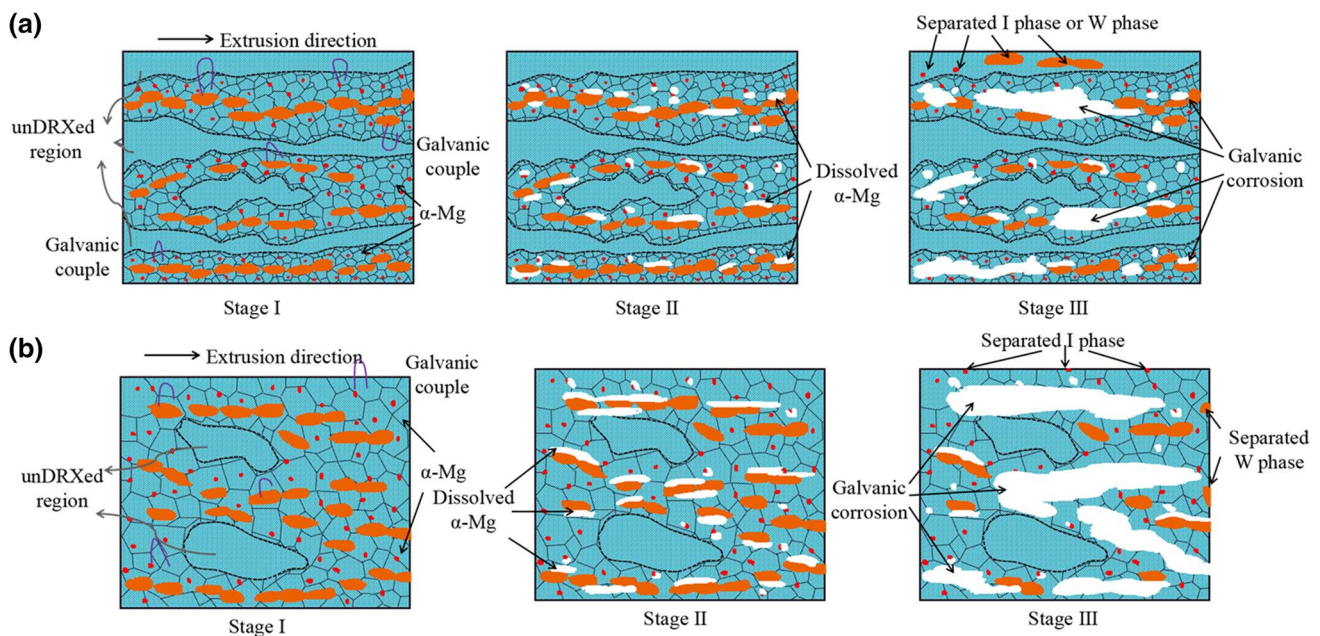 (a)
Extrusion direction
unDRXed
region
Galvanic
couple
α-Mg
Galvanic
couple
Stage I
Dissolved
α-Mg
Stage II
Separated I phase or W phase
Galvanic
corrosion
Stage III
(b)
Extrusion direction
Galvanic
couple
unDRXed
region
α-Mg
Stage I
Dissolved
α-Mg
Stage II
Separated I phase
Separated
W phase
Galvanic
corrosion
Stage III